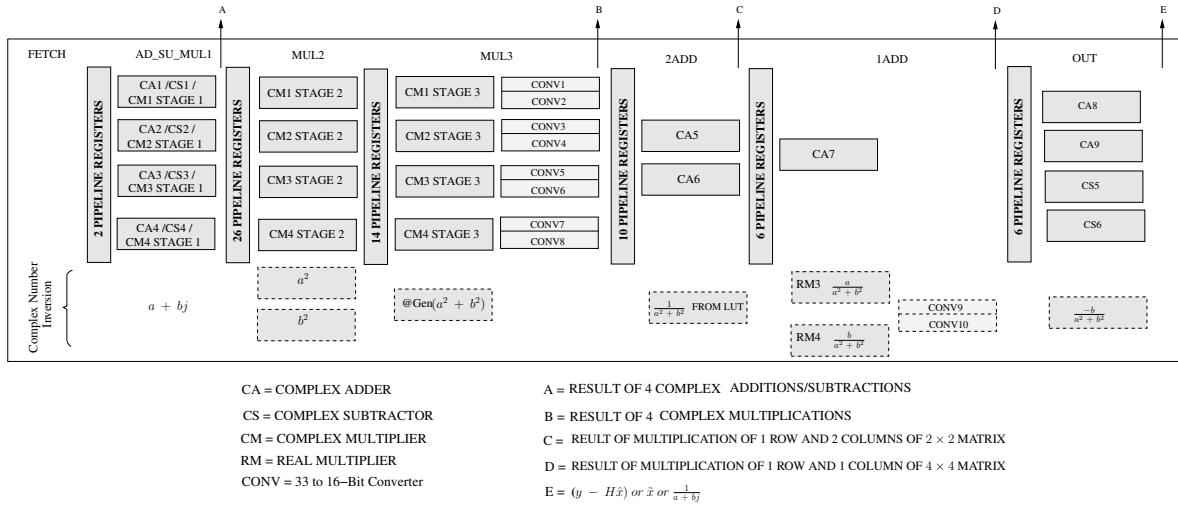 A B C D E
FETCH AD_SU_MUL1 MUL2 MUL3 2ADD 1ADD OUT
2 PIPELINE REGISTERS
CA1 /CS1 /
CM1 STAGE 1
CA2 /CS2 /
CM2 STAGE 1
CA3 /CS3 /
CM3 STAGE 1
CA4 /CS4 /
CM4 STAGE 1
26 PIPELINE REGISTERS
CM1 STAGE 2
CM2 STAGE 2
CM3 STAGE 2
CM4 STAGE 2
14 PIPELINE REGISTERS
CM1 STAGE 3
CM2 STAGE 3
CM3 STAGE 3
CM4 STAGE 3
CONV1
CONV2
CONV3
CONV4
CONV5
CONV6
CONV7
CONV8
10 PIPELINE REGISTERS
CA5
CA6
6 PIPELINE REGISTERS
CA7
6 PIPELINE REGISTERS
CA8
CA9
CS5
CS6
Complex Number
Inversion
a + bj
a²
b²
@Gen(a² + b²)
1/(a² + b²) FROM LUT
RM3 a/(a² + b²)
RM4 b/(a² + b²)
CONV9
CONV10
−b/(a² + b²)
CA = COMPLEX ADDER
CS = COMPLEX SUBTRACTOR
CM = COMPLEX MULTIPLIER
RM = REAL MULTIPLIER
CONV = 33 to 16−Bit Converter
A = RESULT OF 4 COMPLEX ADDITIONS/SUBTRACTIONS
B = RESULT OF 4 COMPLEX MULTIPLICATIONS
C = REULT OF MULTIPLICATION OF 1 ROW AND 2 COLUMNS OF 2 × 2 MATRIX
D = RESULT OF MULTIPLICATION OF 1 ROW AND 1 COLUMN OF 4 × 4 MATRIX
E = (y − Hx̂) or x̃ or 1/(a + bj)